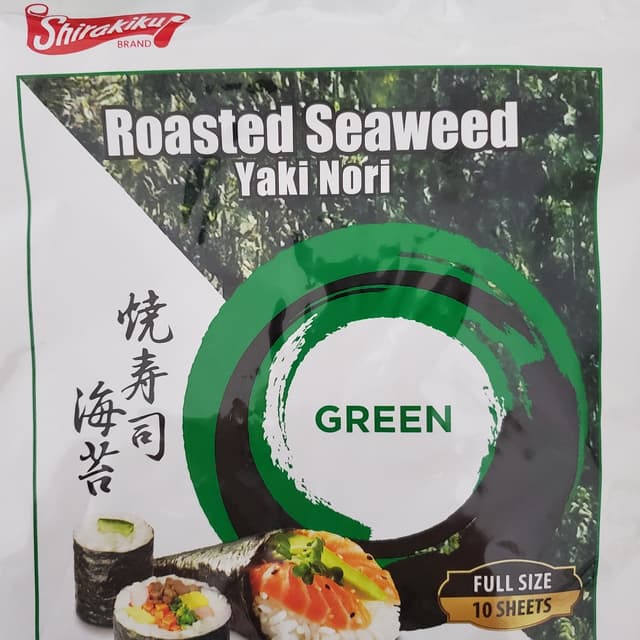 Shirakiku
BRAND
Roasted Seaweed
Yaki Nori
焼寿司
海苔
GREEN
FULL SIZE
10 SHEETS